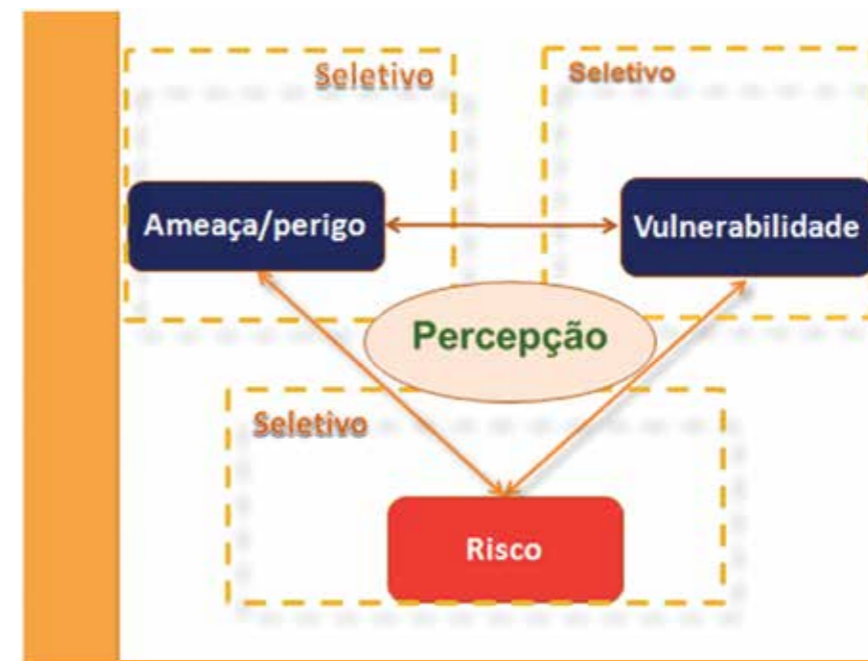 Seletivo
Seletivo
Ameaça/perigo
Vulnerabilidade
Percepção
Seletivo
Risco